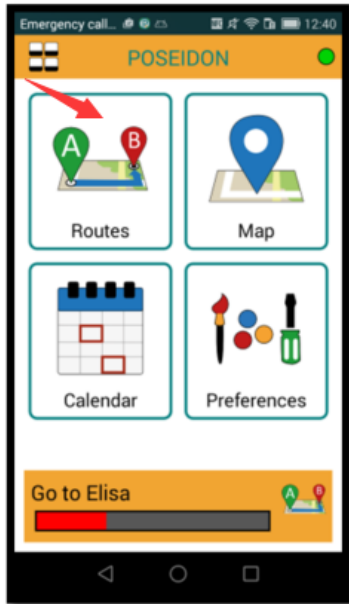 Emergency call... 12:40
POSEIDON
A B
Routes Map
Calendar Preferences
Go to Elisa
A B